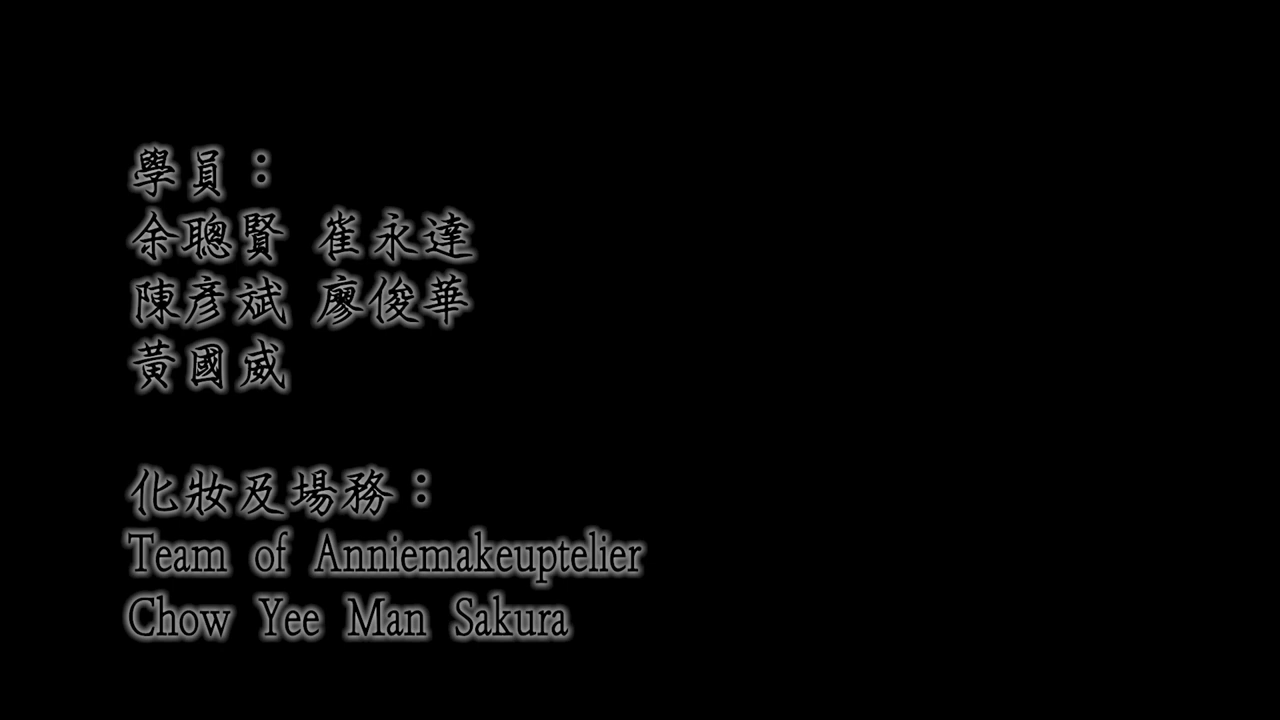 學員：
余聰賢 崔永達
陳彥斌 廖俊華
黃國威
化妝及場務：
Team of Anniemakeuptelier
Chow Yee Man Sakura